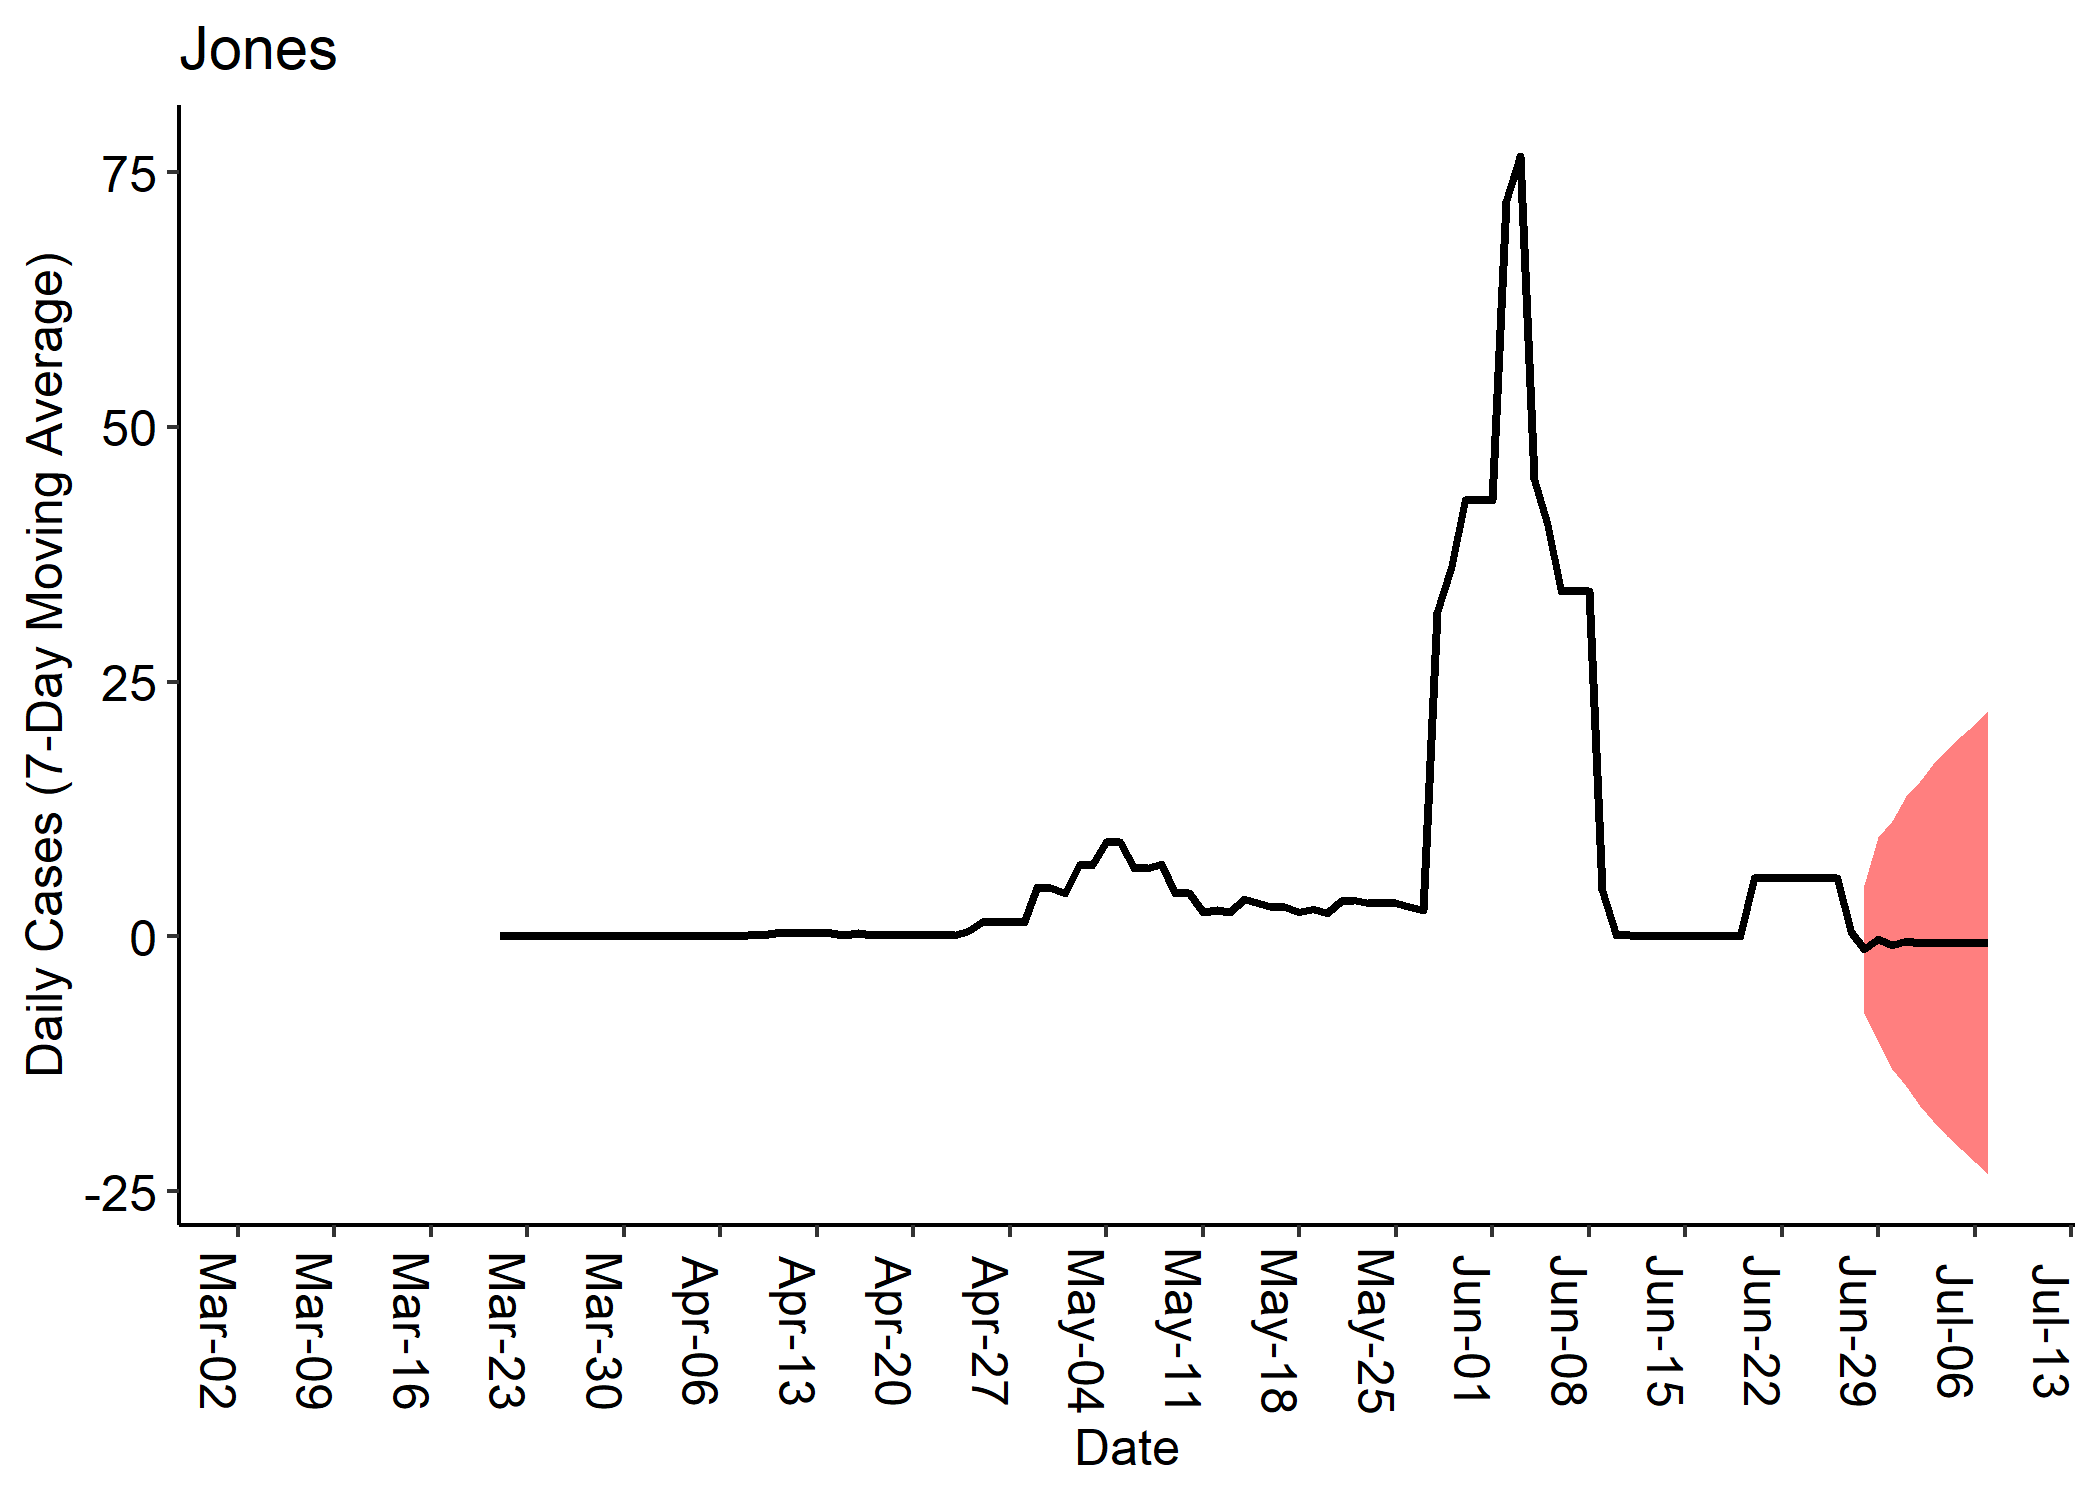 Jones
Daily Cases (7-Day Moving Average)
75
50
25
0
-25
Mar-02
Mar-09
Mar-16
Mar-23
Mar-30
Apr-06
Apr-13
Apr-20
Apr-27
May-04
May-11
May-18
May-25
Jun-01
Jun-08
Jun-15
Jun-22
Jun-29
Jul-06
Jul-13
Date